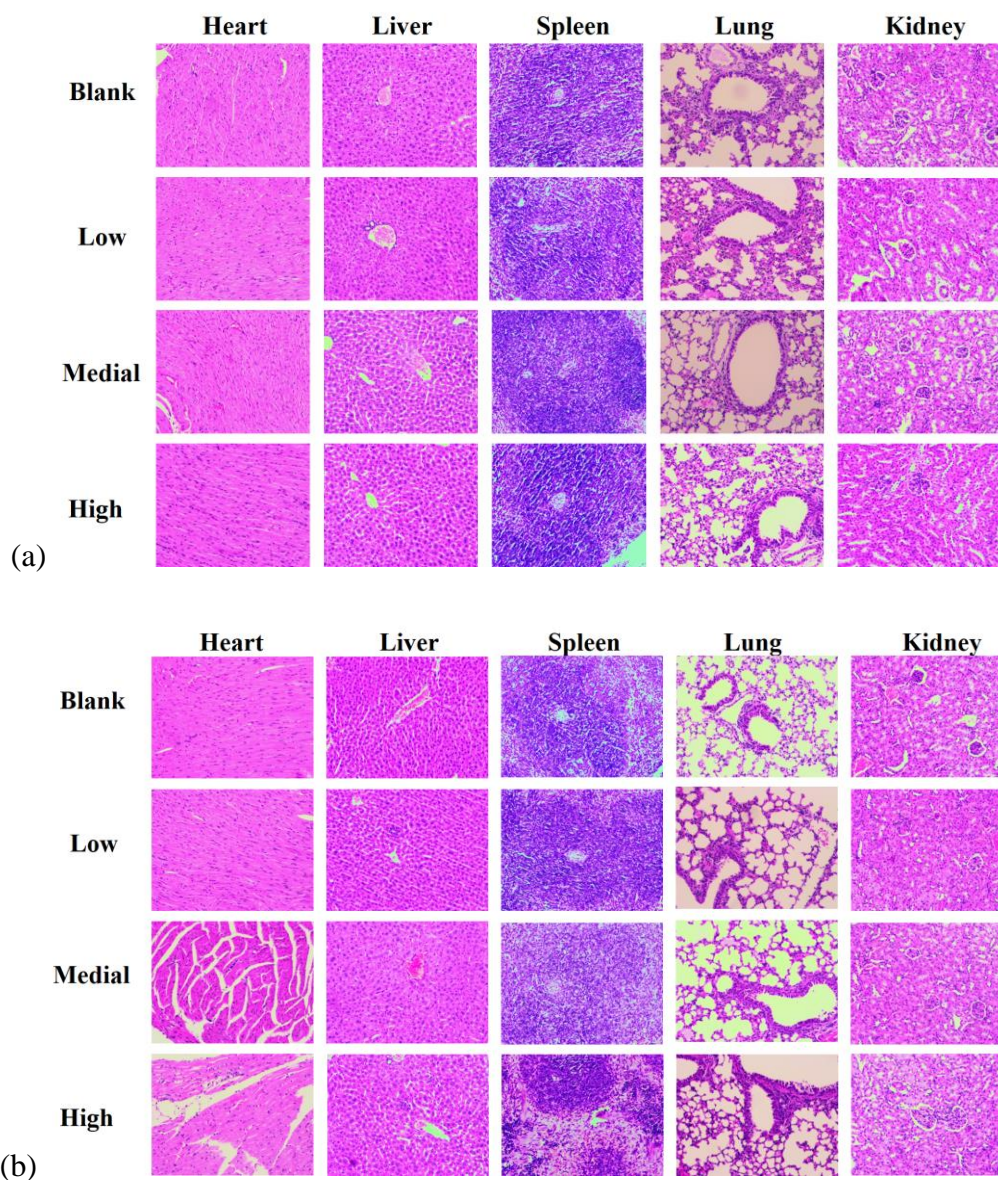 Heart Liver Spleen Lung Kidney
Blank
Low
Medial
High
(a)
Heart Liver Spleen Lung Kidney
Blank
Low
Medial
High
(b)